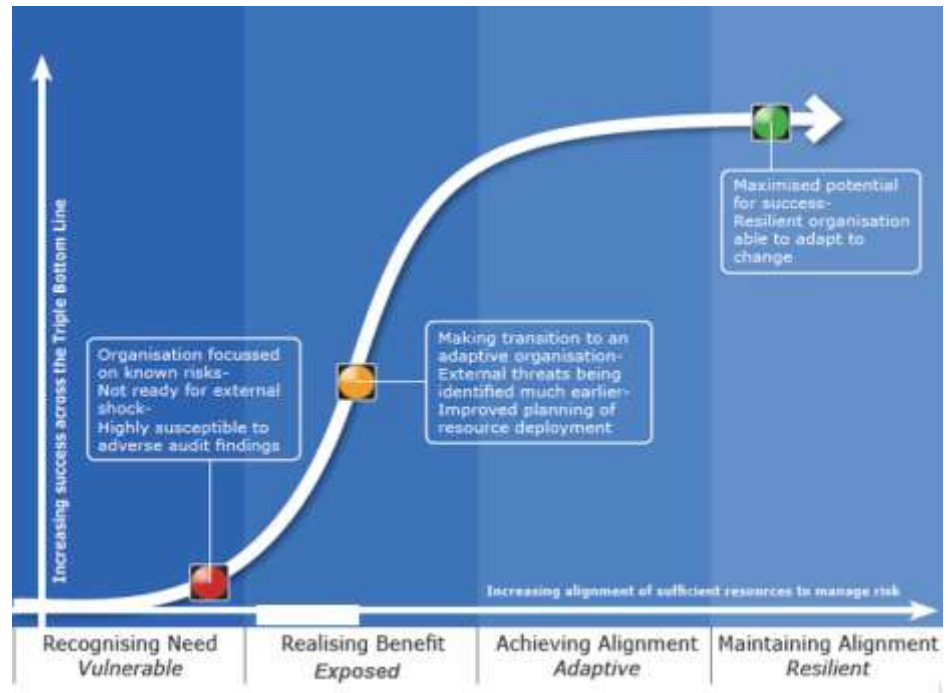 Increasing success across the Triple Bottom Line
Maximised potential
for success-
Resilient organisation
able to adapt to
change
Making transition to an
adaptive organisation-
External threats being
identified much earlier-
Improved planning of
resource deployment
Organisation focussed
on known risks-
Not ready for external
shock-
Highly susceptible to
adverse audit findings
Increasing alignment of sufficient resources to manage risk
Recognising Need
Vulnerable
Realising Benefit
Exposed
Achieving Alignment
Adaptive
Maintaining Alignment
Resilient